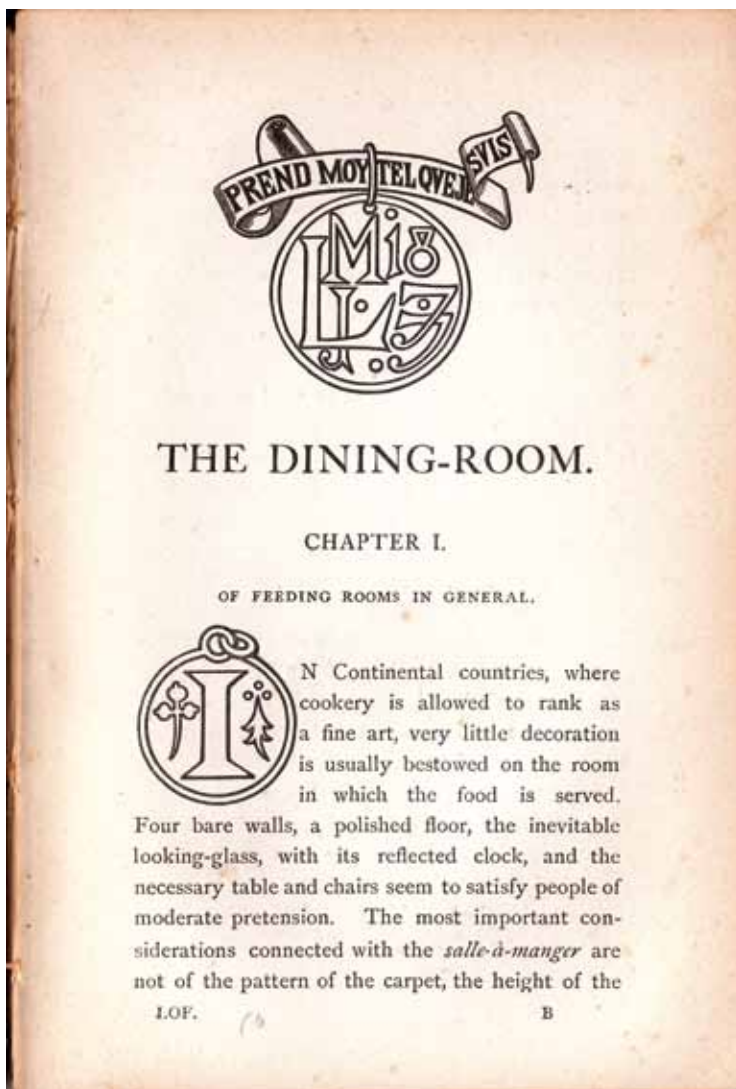 PREND MOY TEL QVE JE SVIS
THE DINING-ROOM.
CHAPTER I.
OF FEEDING ROOMS IN GENERAL.
IN Continental countries, where
cookery is allowed to rank as
a fine art, very little decoration
is usually bestowed on the room
in which the food is served.
Four bare walls, a polished floor, the inevitable
looking-glass, with its reflected clock, and the
necessary table and chairs seem to satisfy people of
moderate pretension. The most important con-
siderations connected with the salle-à-manger are
not of the pattern of the carpet, the height of the
LOF. B